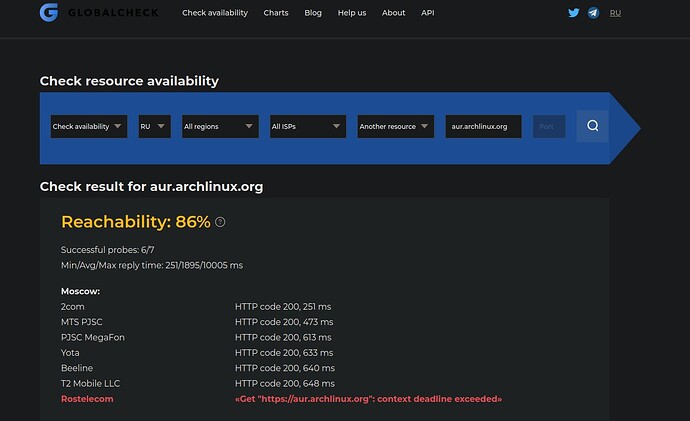 GLOBALCHECK Check availability Charts Blog Help us About API RU
Check resource availability
Check availability RU All regions All ISPs Another resource aur.archlinux.org Port
Check result for aur.archlinux.org
Reachability: 86% ?
Successful probes: 6/7
Min/Avg/Max reply time: 251/1895/10005 ms
Moscow:
2com HTTP code 200, 251 ms
MTS PJSC HTTP code 200, 473 ms
PJSC MegaFon HTTP code 200, 613 ms
Yota HTTP code 200, 633 ms
Beeline HTTP code 200, 640 ms
T2 Mobile LLC HTTP code 200, 648 ms
Rostelecom «Get "https://aur.archlinux.org": context deadline exceeded»